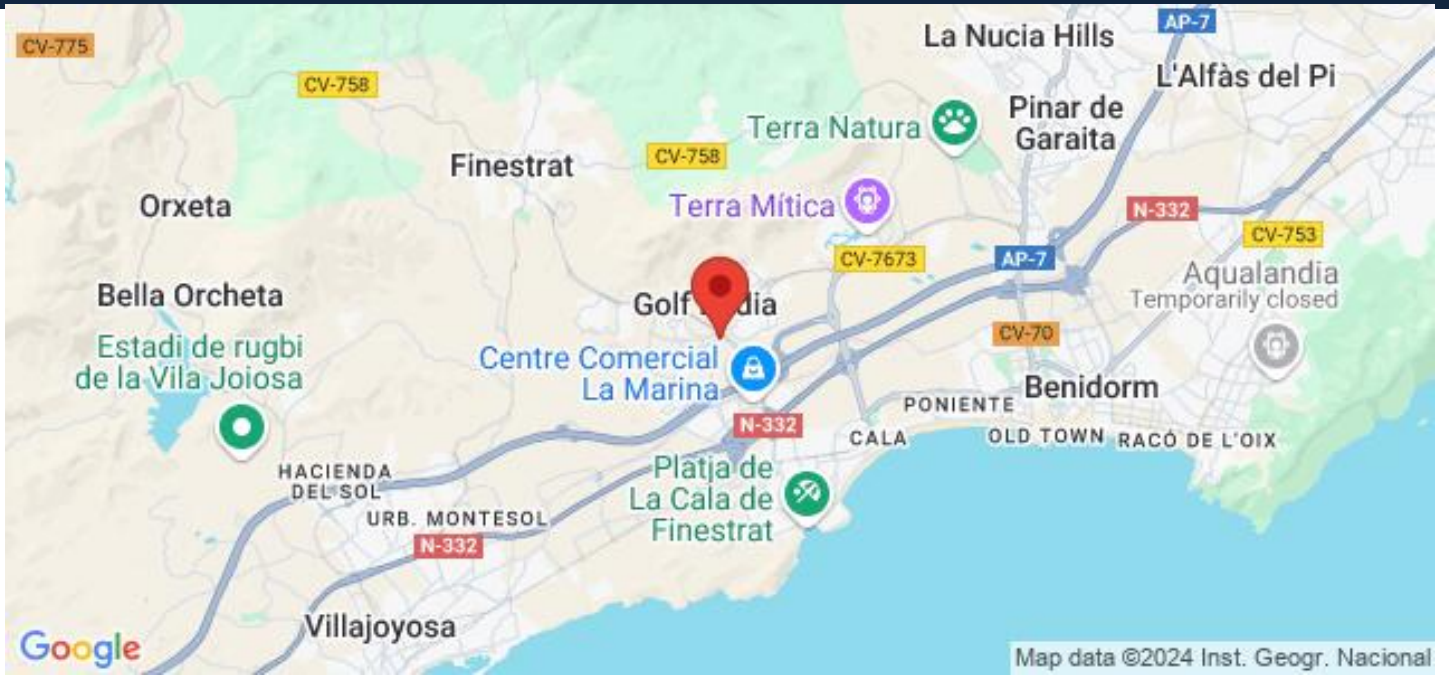 CV-775
CV-758
La Nucia Hills
AP-7
L'Alfàs del Pi
Terra Natura
Pinar de
Garaita
Finestrat
CV-758
Orxeta
Terra Mítica
N-332
CV-753
CV-7673
AP-7
Aqualandia
Temporarily closed
Bella Orcheta
Golf
Estadi de rugbi
de la Vila Joiosa
Centre Comercial
La Marina
CV-70
Benidorm
PONIENTE
N-332
CALA
OLD TOWN
RACÓ DE L'OIX
HACIENDA
DEL SOL
Platja de
La Cala de
Finestrat
URB. MONTESOL
N-332
Villajoyosa
Google
Map data ©2024 Inst. Geogr. Nacional